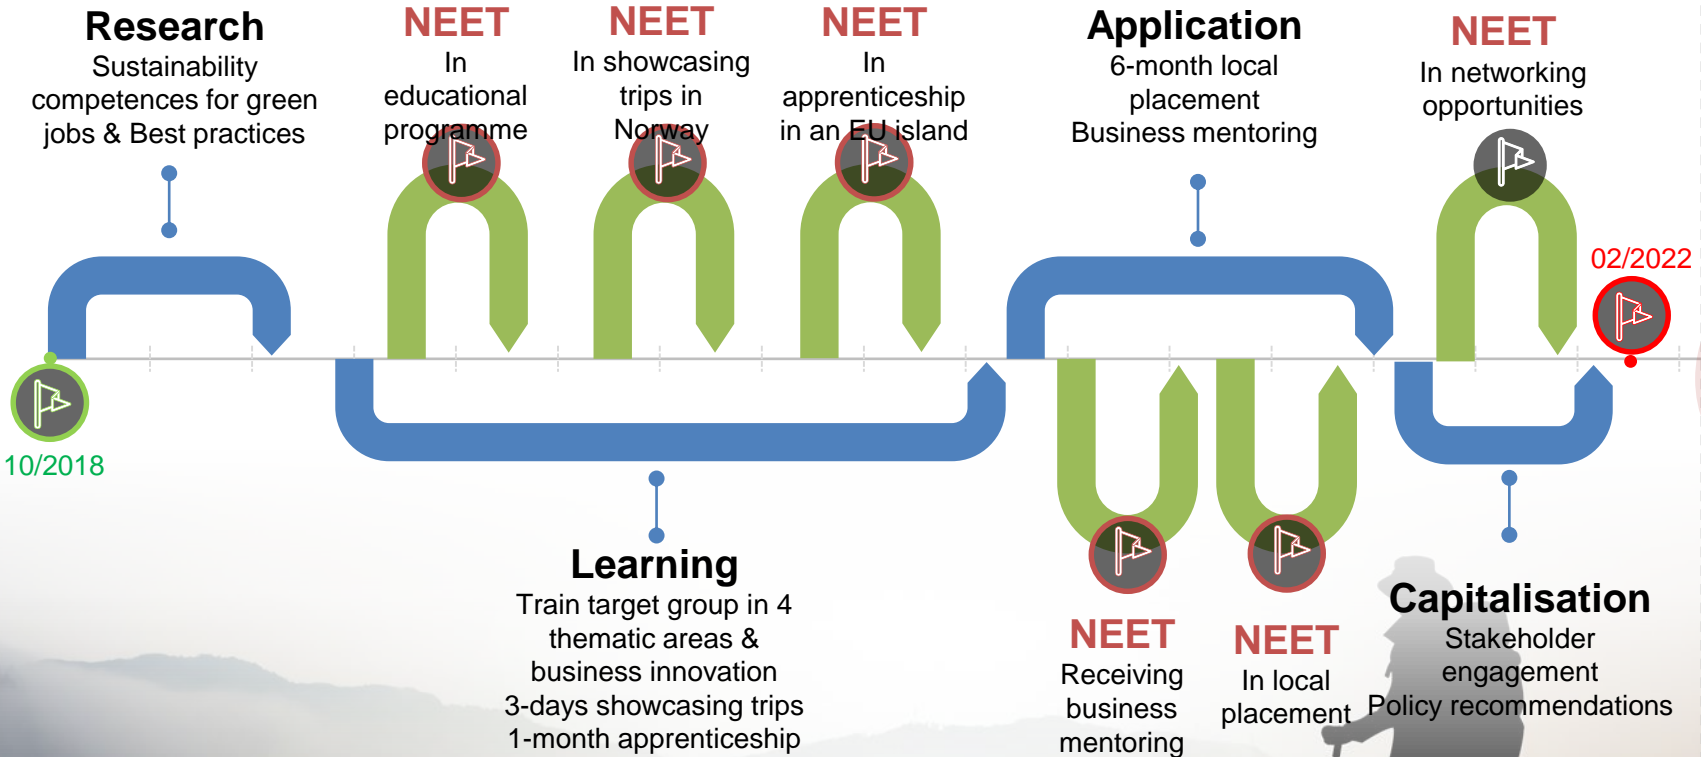 Research
Sustainability
competences for green
jobs & Best practices
NEET
In
educational
programme
NEET
In showcasing
trips in
Norway
NEET
In
apprenticeship
in an EU island
Application
6-month local
placement
Business mentoring
NEET
In networking
opportunities
02/2022
10/2018
Learning
Train target group in 4
thematic areas &
business innovation
3-days showcasing trips
1-month apprenticeship
NEET
Receiving
business
mentoring
NEET
In local
placement
Capitalisation
Stakeholder
engagement
Policy recommendations